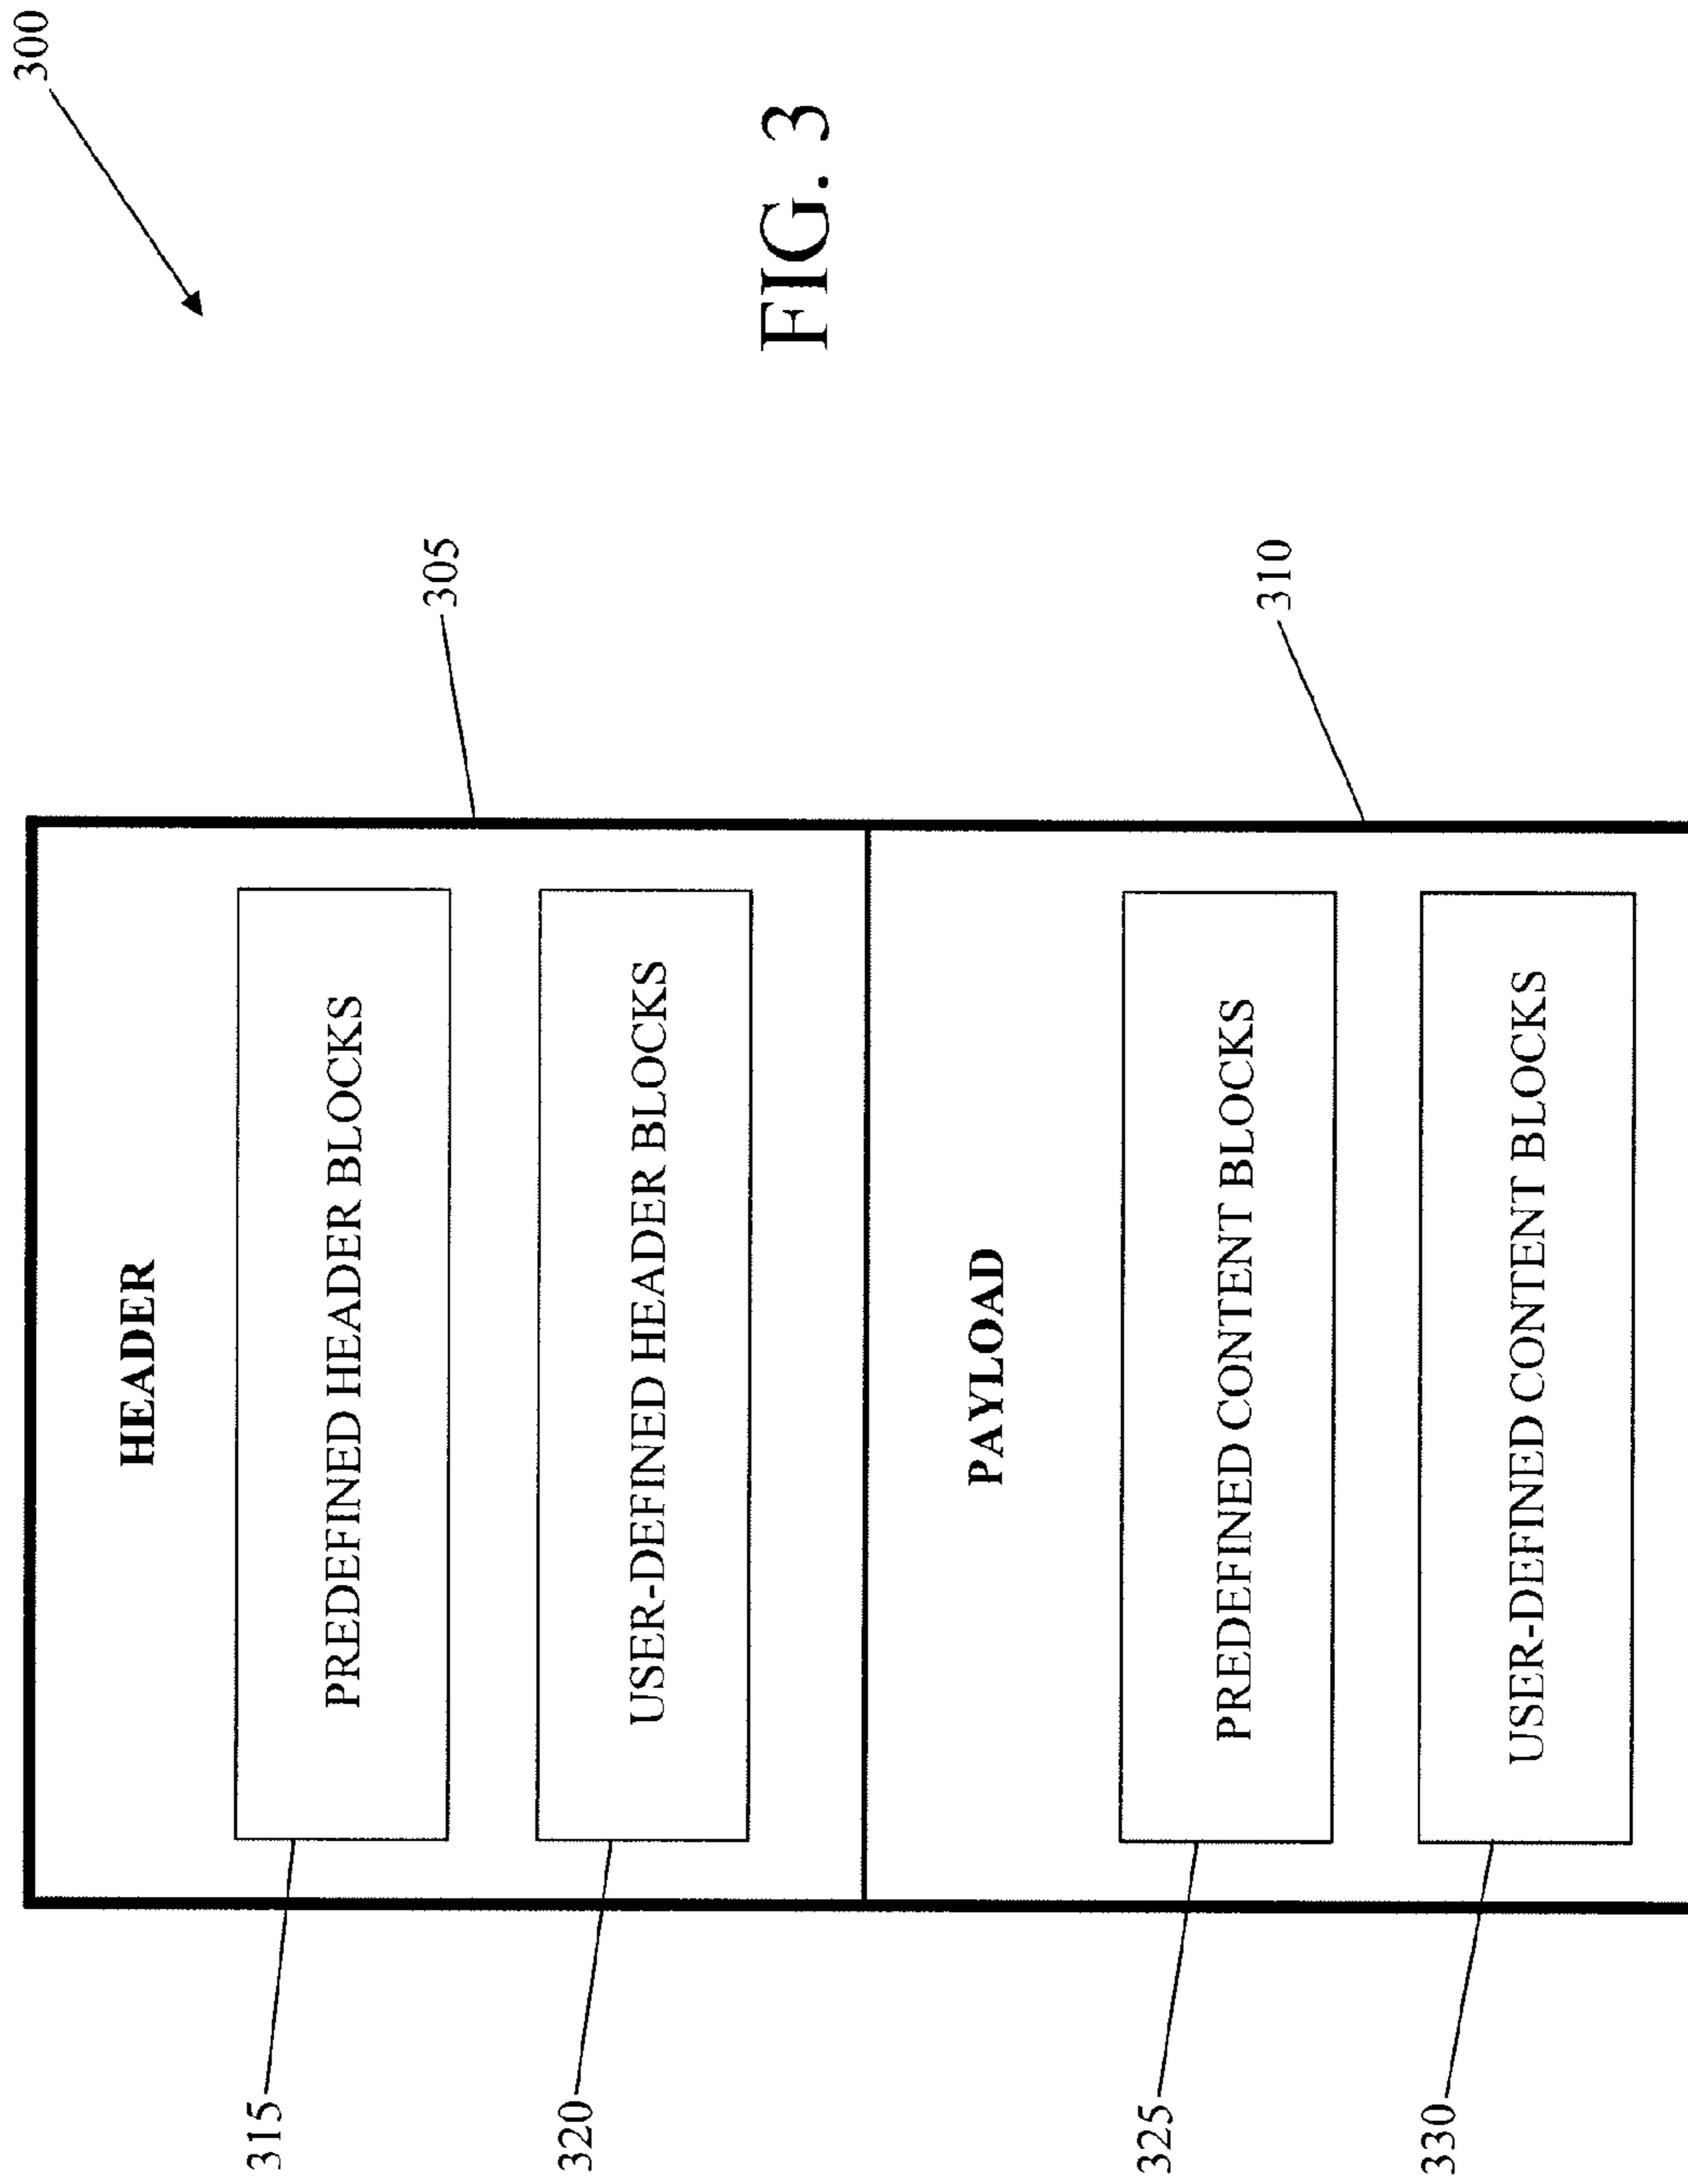 300
HEADER
305
315
PREDEFINED HEADER BLOCKS
320
USER-DEFINED HEADER BLOCKS
PAYLOAD
310
325
PREDEFINED CONTENT BLOCKS
330
USER-DEFINED CONTENT BLOCKS
FIG. 3